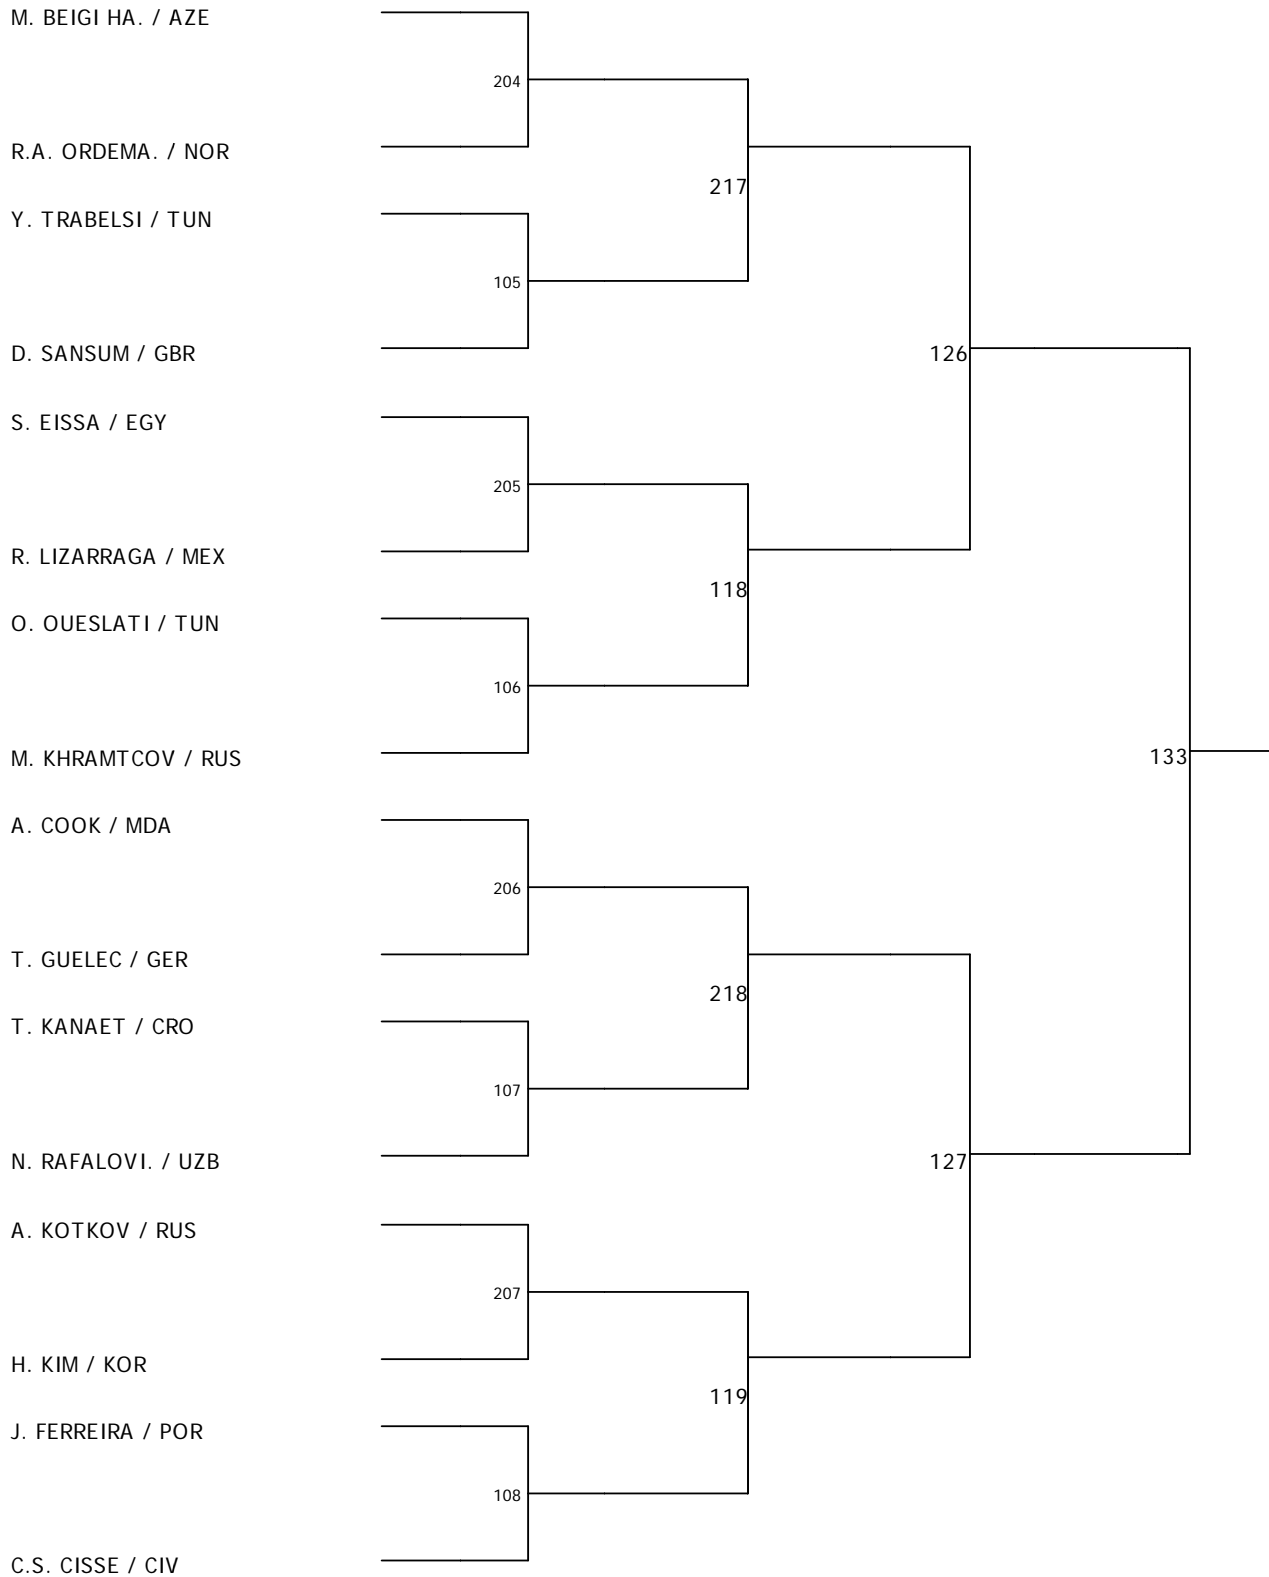 M. BEIGI HA. / AZE
204
R.A. ORDEMA. / NOR
217
Y. TRABELSI / TUN
105
D. SANSUM / GBR
126
S. EISSA / EGY
205
R. LIZARRAGA / MEX
118
O. OUESLATI / TUN
106
M. KHRAMTCOV / RUS
133
A. COOK / MDA
206
T. GUELEC / GER
218
T. KANAET / CRO
107
N. RAFALOVI. / UZB
127
A. KOTKOV / RUS
207
H. KIM / KOR
119
J. FERREIRA / POR
108
C.S. CISSE / CIV